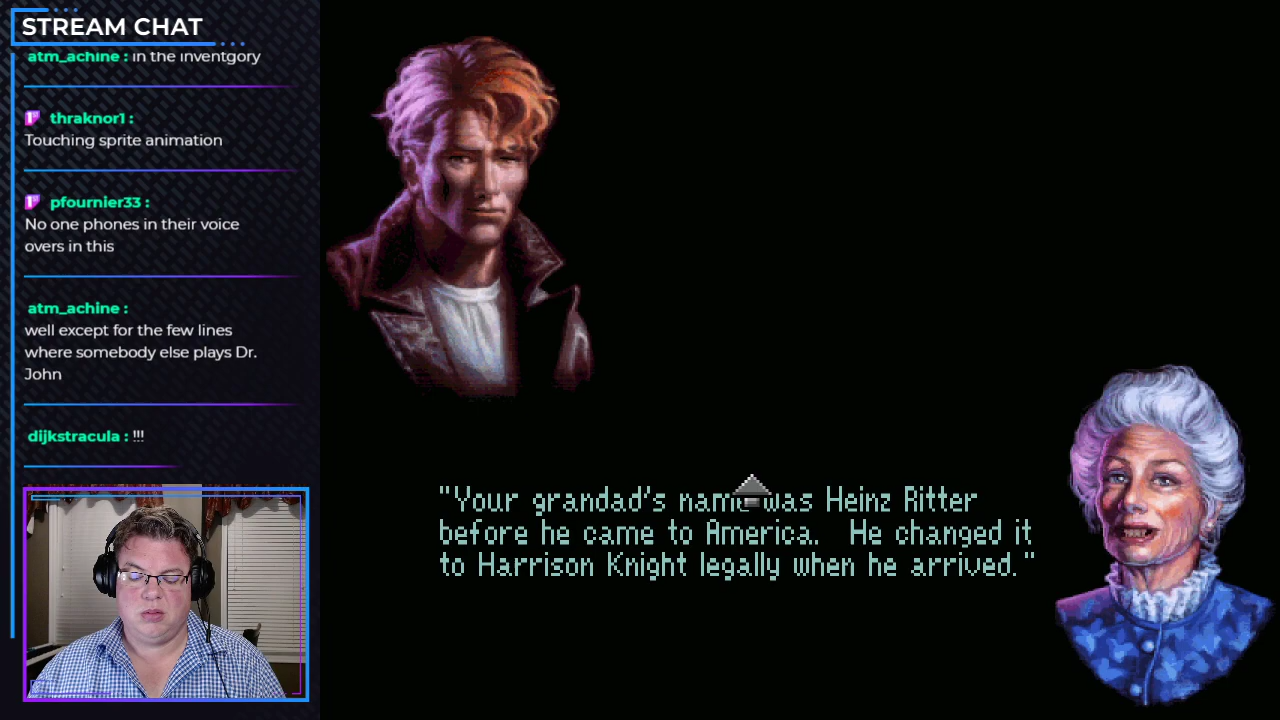 STREAM CHAT
atm_achine : in the inventgory
thraknor1 :
Touching sprite animation
pfournier33 :
No one phones in their voice
overs in this
atm_achine :
well except for the few lines
where somebody else plays Dr.
John
dijkstracula : !!!
"Your grandad's name was Heinz Ritter
before he came to America.  He changed it
to Harrison Knight legally when he arrived."